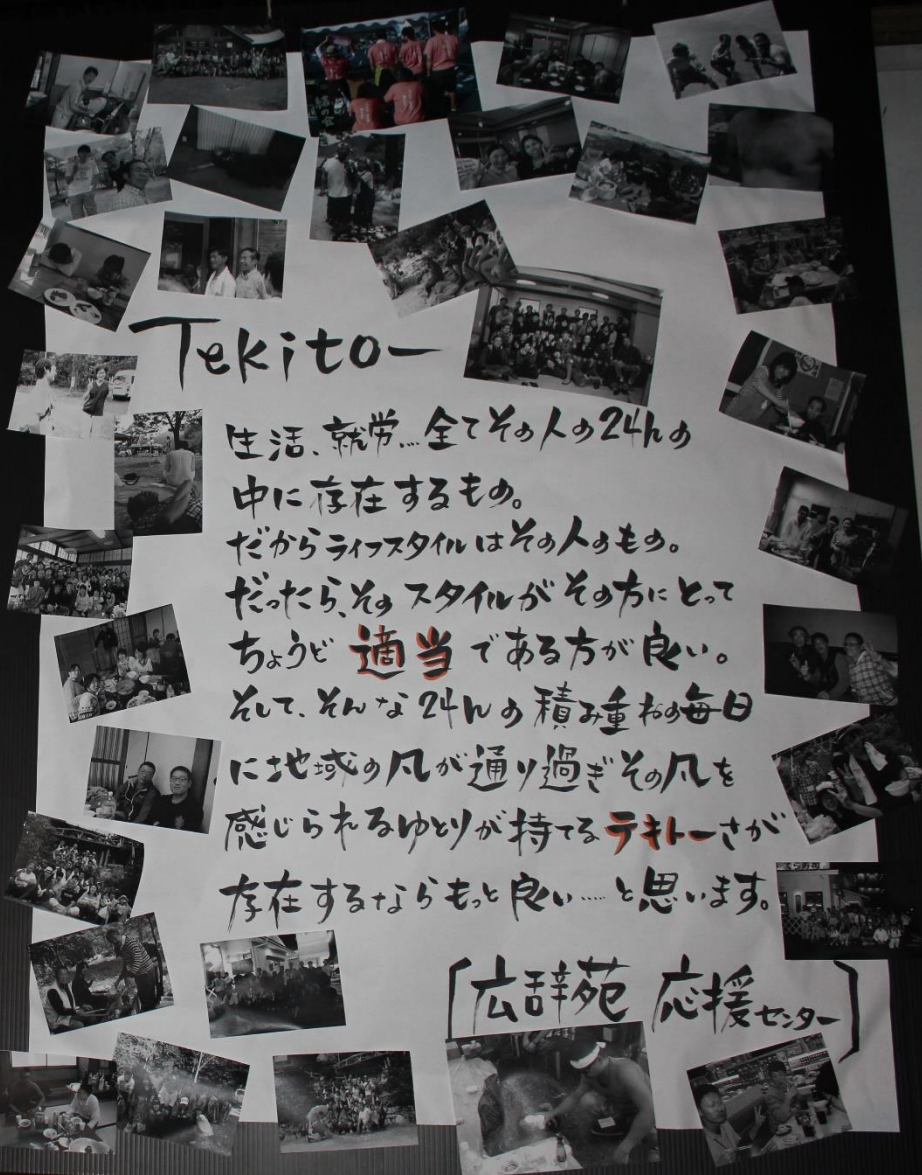 Tekitoー
生活、就労…全てその人の24hの
中に存在するもの。
だからライフスタイルはその人のもの。
だったら、そのスタイルがその方にとって
ちょうど適当である方が良い。
そして、そんな24hの積み重ねの毎日
に地域の風が通り過ぎその風を
感じられるゆとりが持てるテキトーさが
存在するならもっと良い……と思います。
[広辞苑 応援センター]